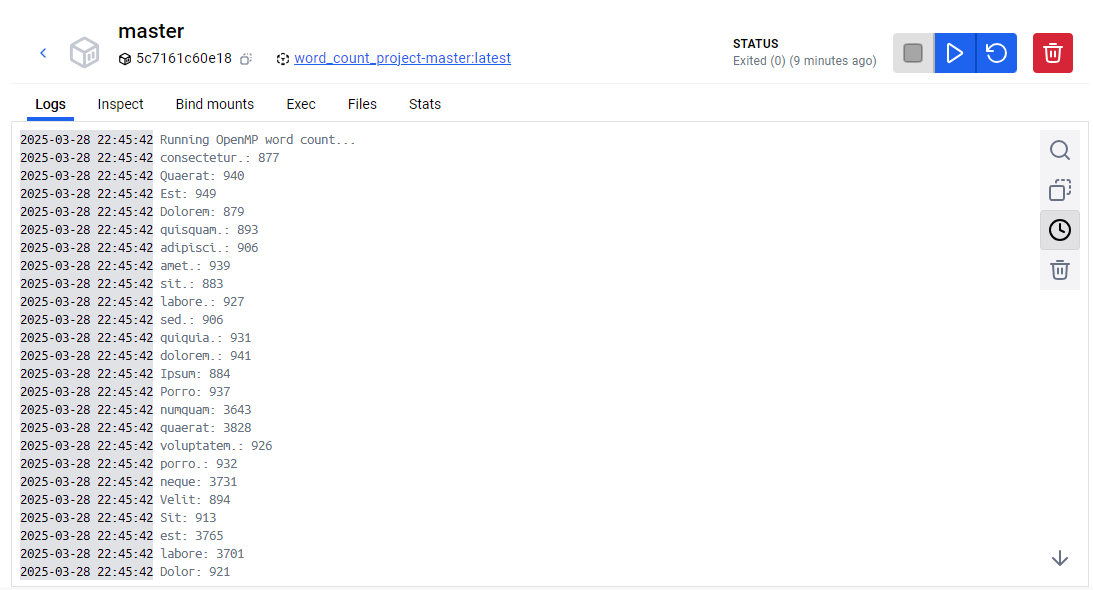 master
5c7161c60e18
word_count_project-master:latest
STATUS
Exited (0) (9 minutes ago)
Logs Inspect Bind mounts Exec Files Stats
2025-03-28 22:45:42 Running OpenMP word count...
2025-03-28 22:45:42 consectetur.: 877
2025-03-28 22:45:42 Quaerat: 940
2025-03-28 22:45:42 Est: 949
2025-03-28 22:45:42 Dolorem: 879
2025-03-28 22:45:42 quisquam.: 893
2025-03-28 22:45:42 adipisci.: 906
2025-03-28 22:45:42 amet.: 939
2025-03-28 22:45:42 sit.: 883
2025-03-28 22:45:42 labore.: 927
2025-03-28 22:45:42 sed.: 906
2025-03-28 22:45:42 quiquia.: 931
2025-03-28 22:45:42 dolorem.: 941
2025-03-28 22:45:42 Ipsum: 884
2025-03-28 22:45:42 Porro: 937
2025-03-28 22:45:42 numquam: 3643
2025-03-28 22:45:42 quaerat: 3828
2025-03-28 22:45:42 voluptatem.: 926
2025-03-28 22:45:42 porro.: 932
2025-03-28 22:45:42 neque: 3731
2025-03-28 22:45:42 Velit: 894
2025-03-28 22:45:42 Sit: 913
2025-03-28 22:45:42 est: 3765
2025-03-28 22:45:42 labore: 3701
2025-03-28 22:45:42 Dolor: 921